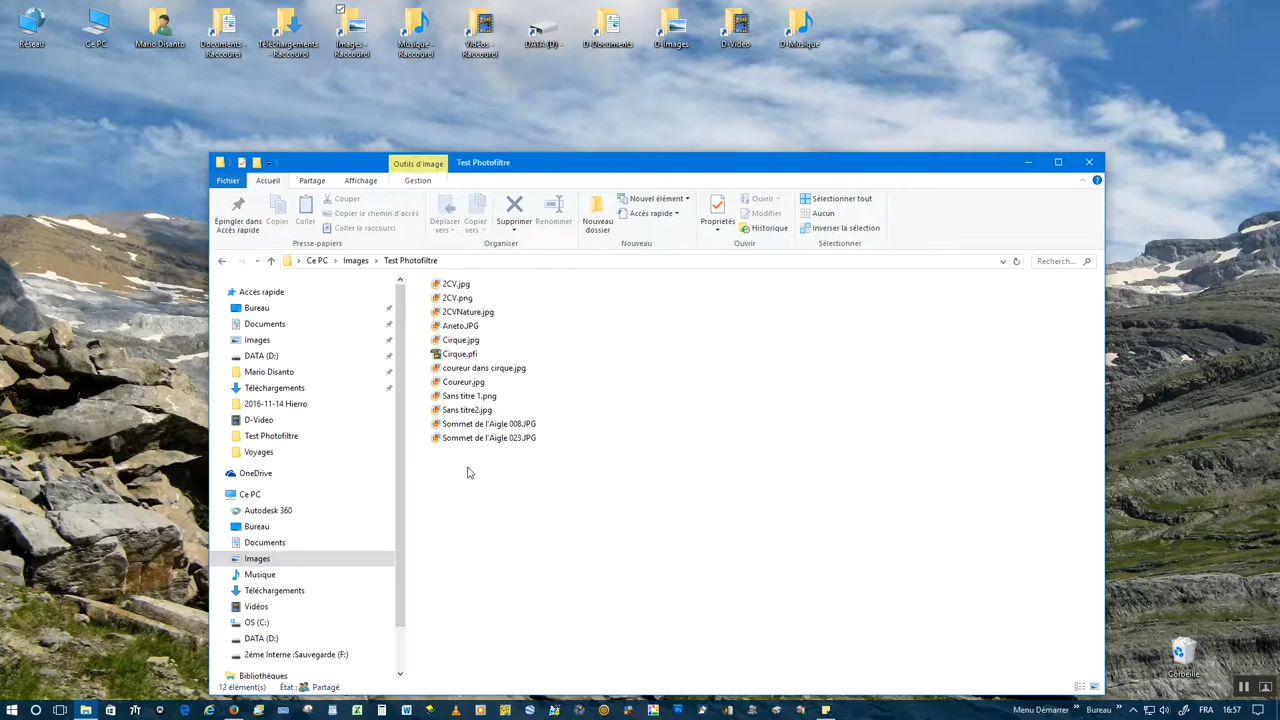 Réseau
Ce PC
Mario Disanto
Documents - Raccourci
Téléchargements - Raccourci
Images - Raccourci
Musique - Raccourci
Vidéos - Raccourci
DATA (D) -
D-Documents
D-Images
D-Video
D-Musique
Outils d'image
Test Photofiltre
Fichier
Accueil
Partage
Affichage
Gestion
Épingler dans Accès rapide
Copier
Coller
Couper
Copier le chemin d'accès
Coller le raccourci
Déplacer vers
Copier vers
Supprimer
Renommer
Nouveau dossier
Nouvel élément
Accès rapide
Propriétés
Ouvrir
Modifier
Historique
Sélectionner tout
Aucun
Inverser la sélection
Presse-papiers
Organiser
Nouveau
Ouvrir
Sélectionner
Ce PC > Images > Test Photofiltre
Recherc...
Accès rapide
Bureau
Documents
Images
DATA (D:)
Mario Disanto
Téléchargements
2016-11-14 Hierro
D-Video
Test Photofiltre
Voyages
OneDrive
Ce PC
Autodesk 360
Bureau
Documents
Images
Musique
Téléchargements
Vidéos
OS (C:)
DATA (D:)
2ème Interne :Sauvegarde (F:)
Bibliothèques
2CV.jpg
2CV.png
2CVNature.jpg
Aneto.JPG
Cirque.jpg
Cirque.pfi
coureur dans cirque.jpg
Coureur.jpg
Sans titre 1.png
Sans titre2.jpg
Sommet de l'Aigle 008.JPG
Sommet de l'Aigle 023.JPG
12 élément(s)
État :
Partagé
Corbeille
Menu Démarrer
Bureau
FRA
16:57